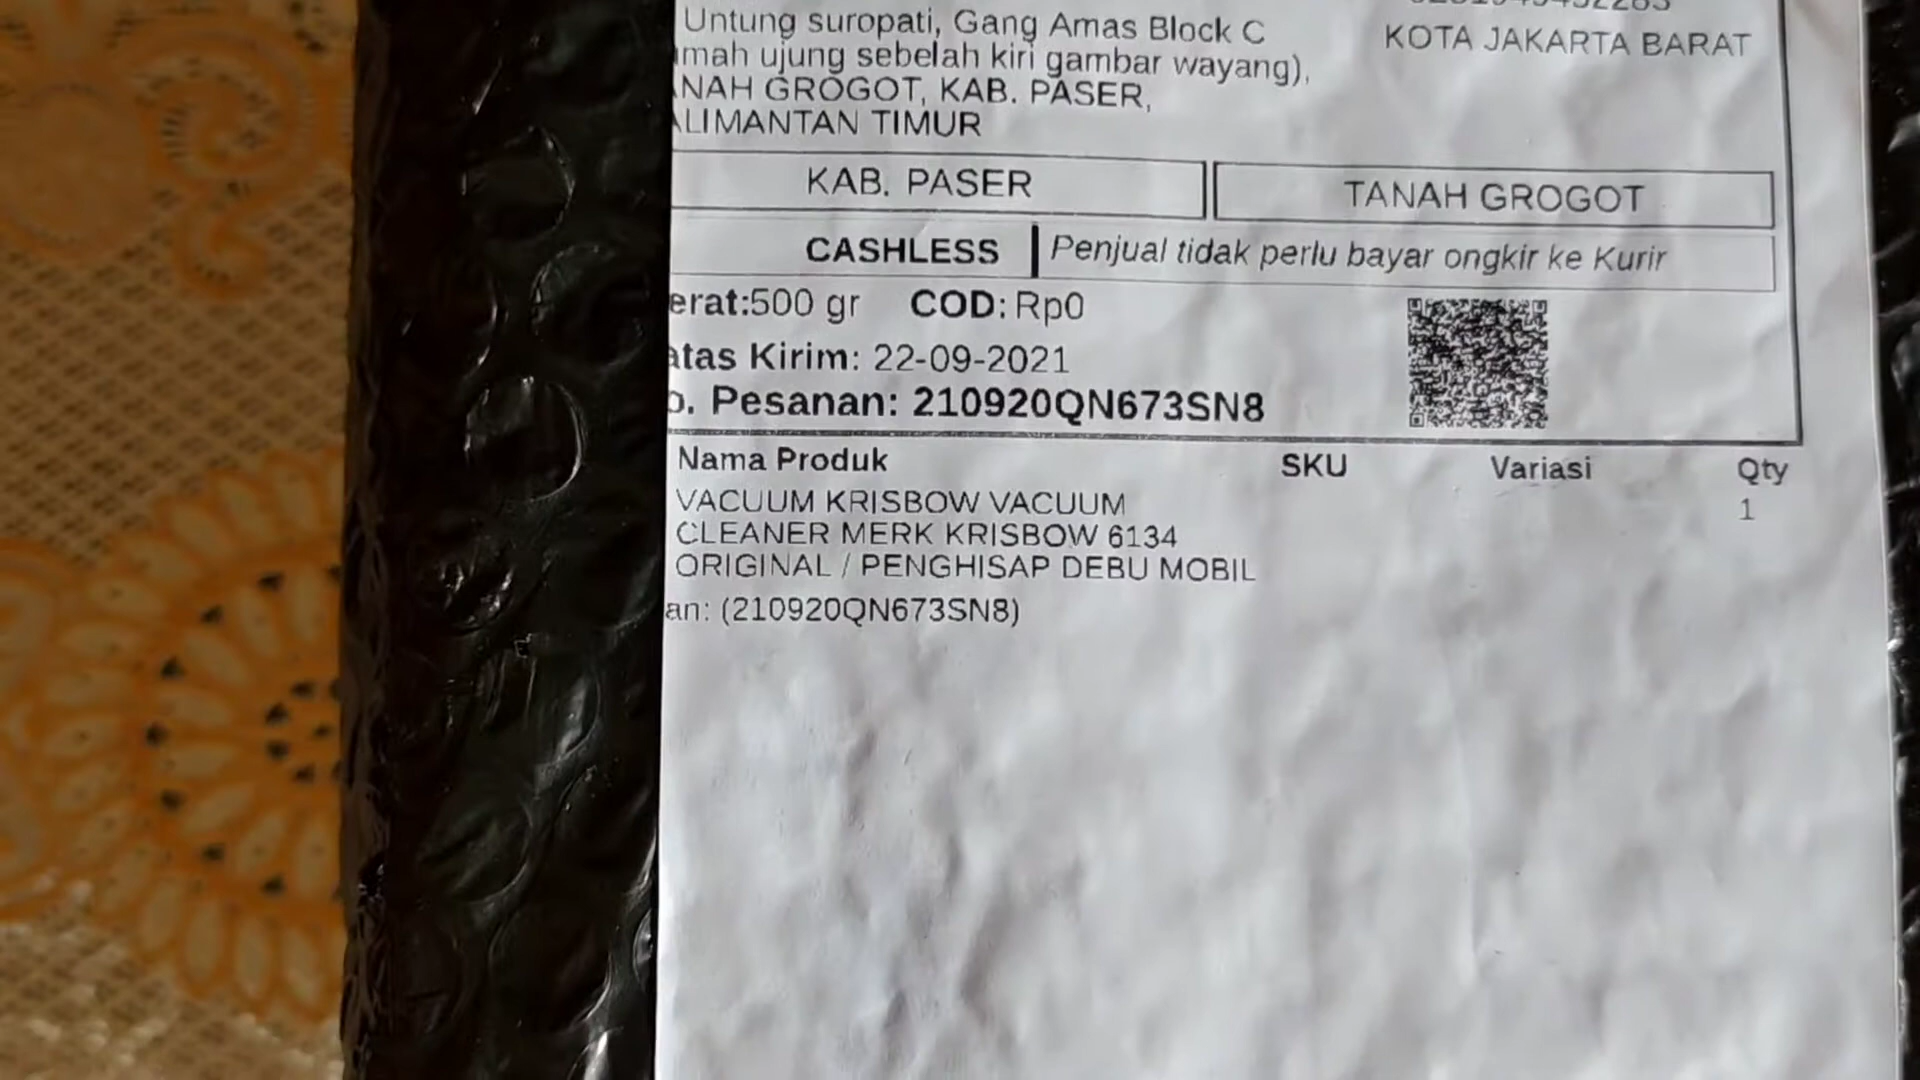 Untung suropati, Gang Amas Block C
mah ujung sebelah kiri gambar wayang),
NAH GROGOT, KAB. PASER,
ALIMANTAN TIMUR
KOTA JAKARTA BARAT
KAB. PASER
TANAH GROGOT
CASHLESS Penjual tidak perlu bayar ongkir ke Kurir
erat:500 gr COD: Rp0
atas Kirim: 22-09-2021
o. Pesanan: 210920QN673SN8
Nama Produk SKU Variasi Qty
VACUUM KRISBOW VACUUM 1
CLEANER MERK KRISBOW 6134
ORIGINAL / PENGHISAP DEBU MOBIL
an: (210920QN673SN8)